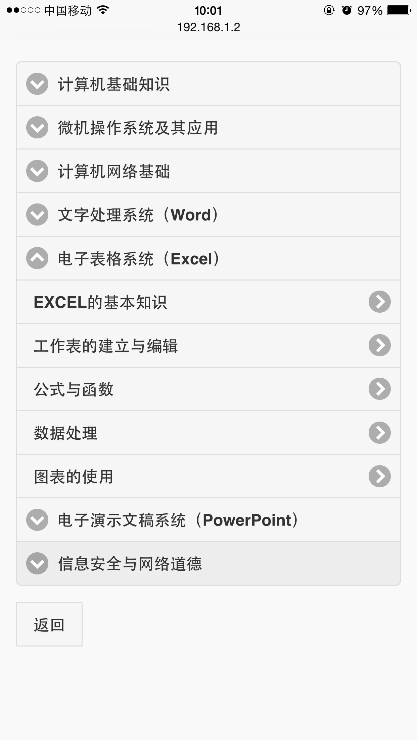 中国移动 10:01 97%
192.168.1.2
计算机基础知识
微机操作系统及其应用
计算机网络基础
文字处理系统（Word）
电子表格系统（Excel）
EXCEL的基本知识
工作表的建立与编辑
公式与函数
数据处理
图表的使用
电子演示文稿系统（PowerPoint）
信息安全与网络道德
返回